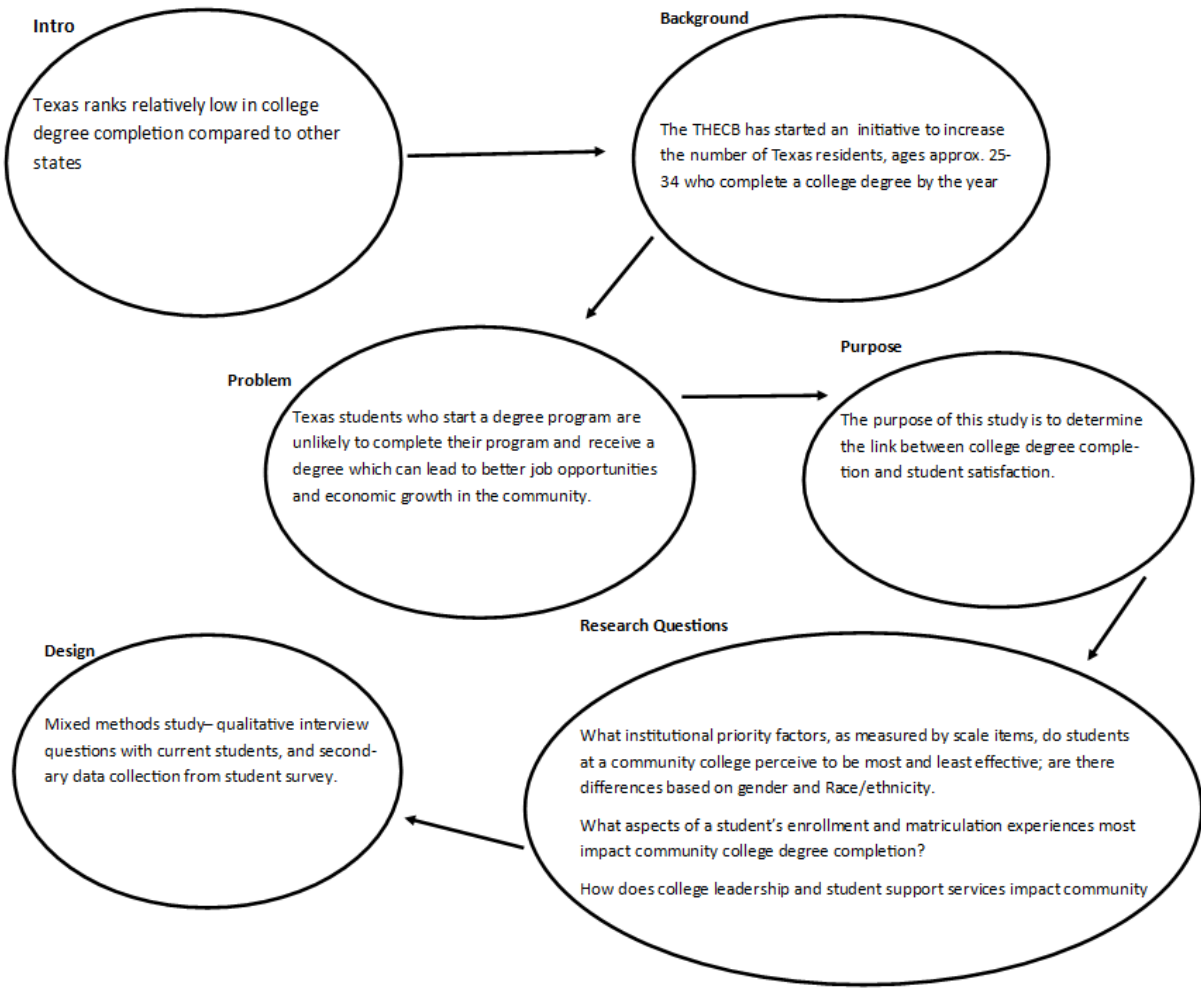 Intro
Texas ranks relatively low in college
degree completion compared to other
states
Background
The THECB has started an initiative to increase
the number of Texas residents, ages approx. 25-
34 who complete a college degree by the year
Problem
Texas students who start a degree program are
unlikely to complete their program and receive a
degree which can lead to better job opportunities
and economic growth in the community.
Purpose
The purpose of this study is to determine
the link between college degree comple-
tion and student satisfaction.
Research Questions
What institutional priority factors, as measured by scale items, do students
at a community college perceive to be most and least effective; are there
differences based on gender and Race/ethnicity.
What aspects of a student’s enrollment and matriculation experiences most
impact community college degree completion?
How does college leadership and student support services impact community
Design
Mixed methods study– qualitative interview
questions with current students, and second-
ary data collection from student survey.